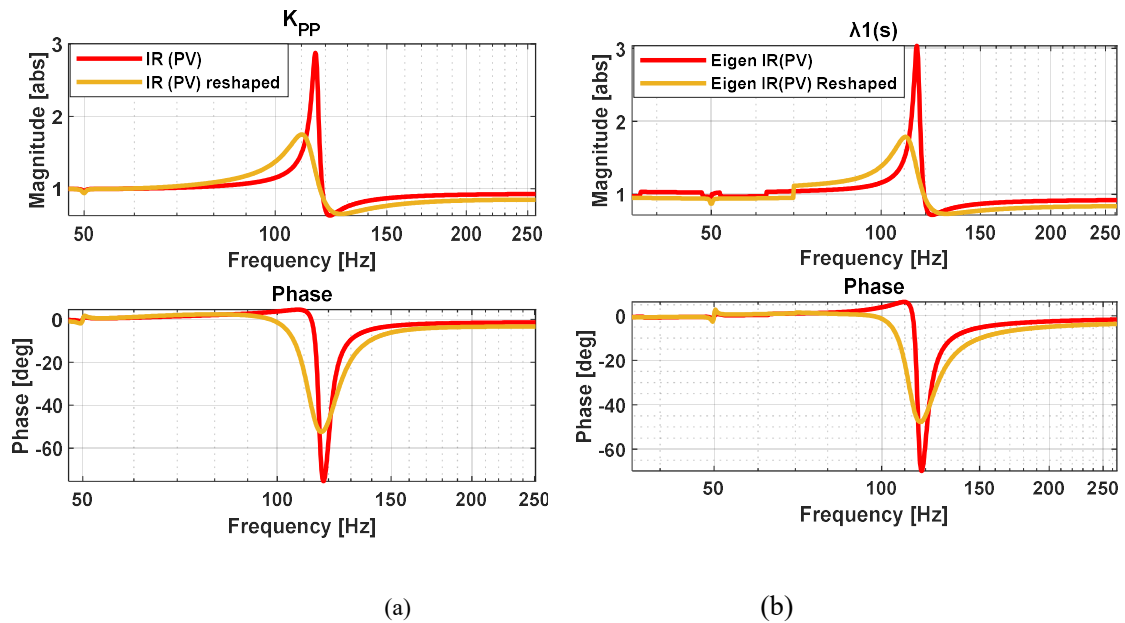 K_PP
IR (PV)
IR (PV) reshaped
Magnitude [abs]
3
2
1
50
100
150
200
250
Frequency [Hz]
Phase
Phase [deg]
0
-20
-40
-60
50
100
150
200
250
Frequency [Hz]
(a)
λ1(s)
Eigen IR(PV)
Eigen IR(PV) Reshaped
Magnitude [abs]
3
2
1
50
100
150
200
250
Frequency [Hz]
Phase
Phase [deg]
0
-20
-40
-60
50
100
150
200
250
Frequency [Hz]
(b)